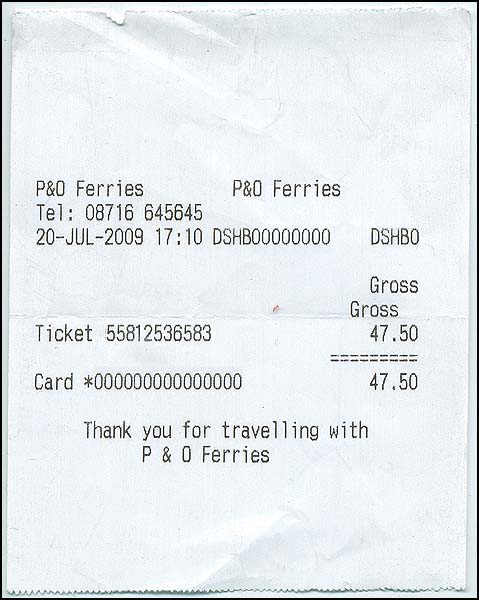 P&O Ferries P&O Ferries
Tel: 08716 645645
20-JUL-2009 17:10 DSHB00000000 DSHB0
Gross
Gross
Ticket 55812536583 47.50
=========
Card *000000000000000 47.50
Thank you for travelling with
P & O Ferries